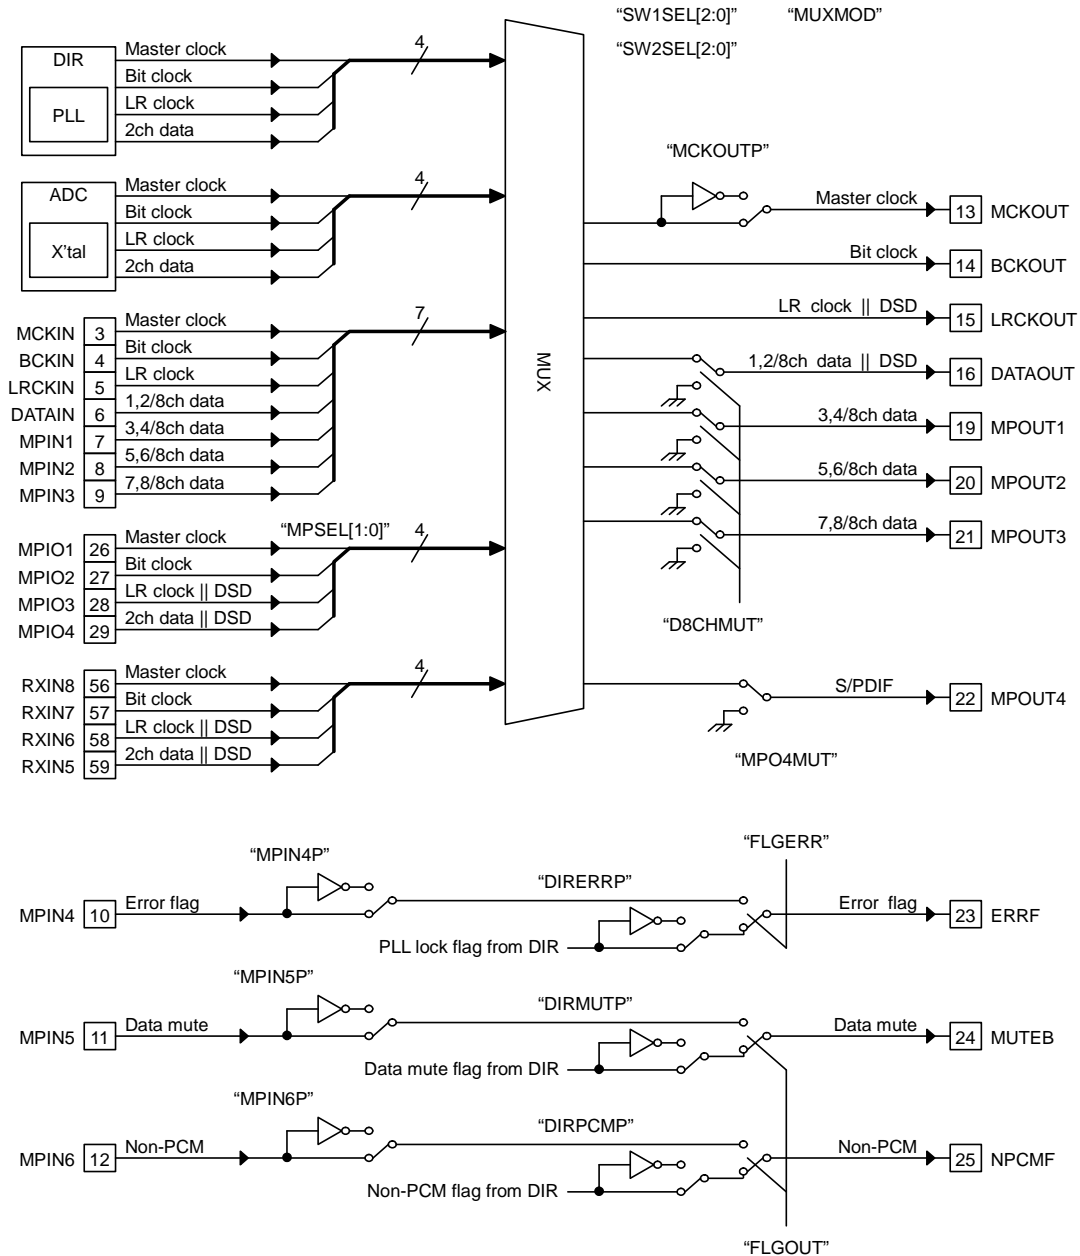 “SW1SEL[2:0]” “MUXMOD”
“SW2SEL[2:0]”
DIR
PLL
Master clock
Bit clock
LR clock
2ch data
4
ADC
X'tal
Master clock
Bit clock
LR clock
2ch data
4
MCKIN 3 Master clock
BCKIN 4 Bit clock
LRCKIN 5 LR clock
DATAIN 6 1,2/8ch data
MPIN1 7 3,4/8ch data
MPIN2 8 5,6/8ch data
MPIN3 9 7,8/8ch data
7
“MPSEL[1:0]”
MPIO1 26 Master clock
MPIO2 27 Bit clock
MPIO3 28 LR clock || DSD
MPIO4 29 2ch data || DSD
4
RXIN8 56 Master clock
RXIN7 57 Bit clock
RXIN6 58 LR clock || DSD
RXIN5 59 2ch data || DSD
4
MUX
“MCKOUTP”
Master clock 13 MCKOUT
Bit clock 14 BCKOUT
LR clock || DSD 15 LRCKOUT
1,2/8ch data || DSD 16 DATAOUT
3,4/8ch data 19 MPOUT1
5,6/8ch data 20 MPOUT2
7,8/8ch data 21 MPOUT3
“D8CHMUT”
S/PDIF 22 MPOUT4
“MPO4MUT”
“FLGERR”
“MPIN4P”
“DIRERRP”
MPIN4 10 Error flag
Error flag 23 ERRF
PLL lock flag from DIR
“MPIN5P”
“DIRMUTP”
MPIN5 11 Data mute
Data mute 24 MUTEB
Data mute flag from DIR
“MPIN6P”
“DIRPCMP”
MPIN6 12 Non-PCM
Non-PCM 25 NPCMF
Non-PCM flag from DIR
“FLGOUT”